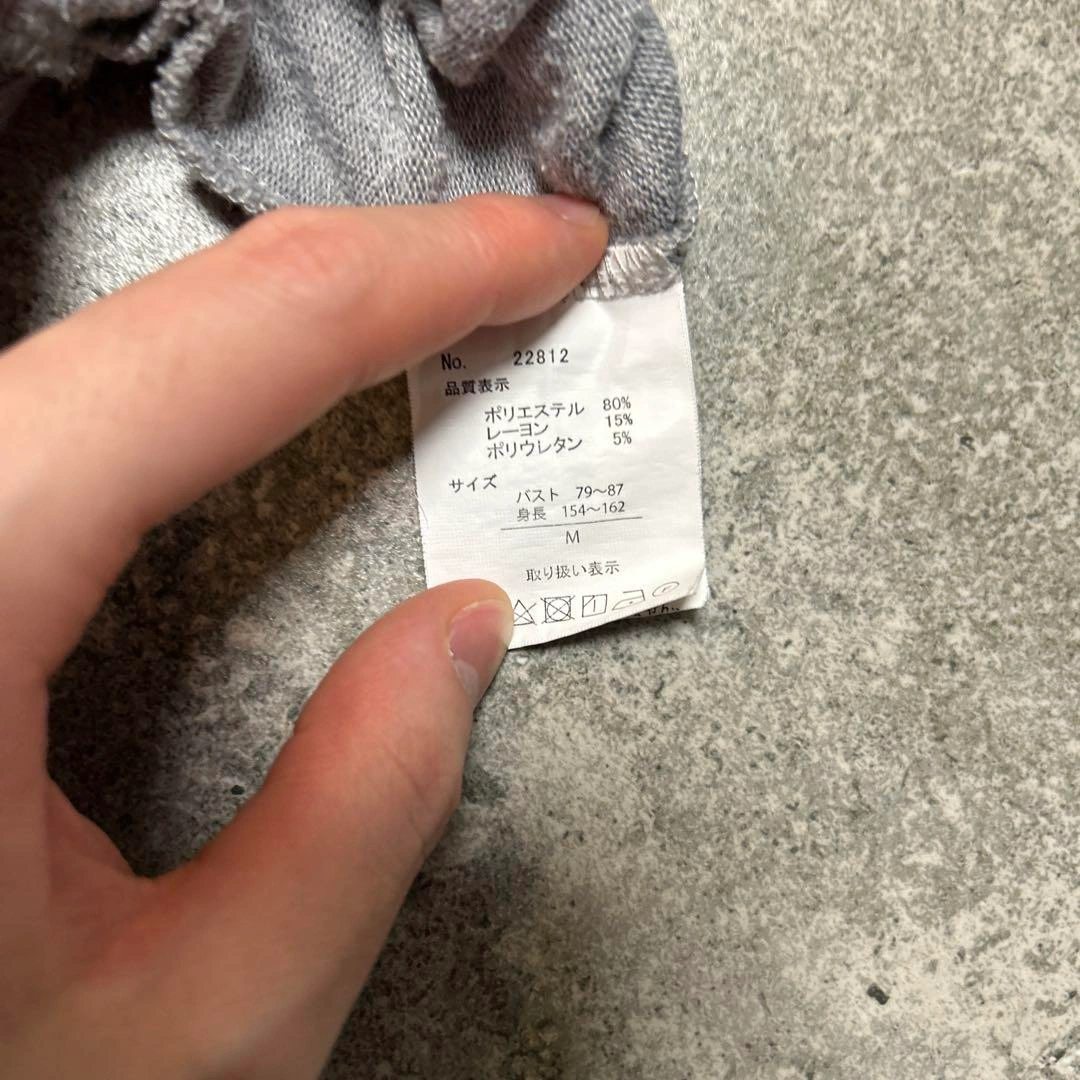 No. 22812
品質表示
ポリエステル 80%
レーヨン 15%
ポリウレタン 5%
サイズ
バスト 79～87
身長 154～162
M
取り扱い表示